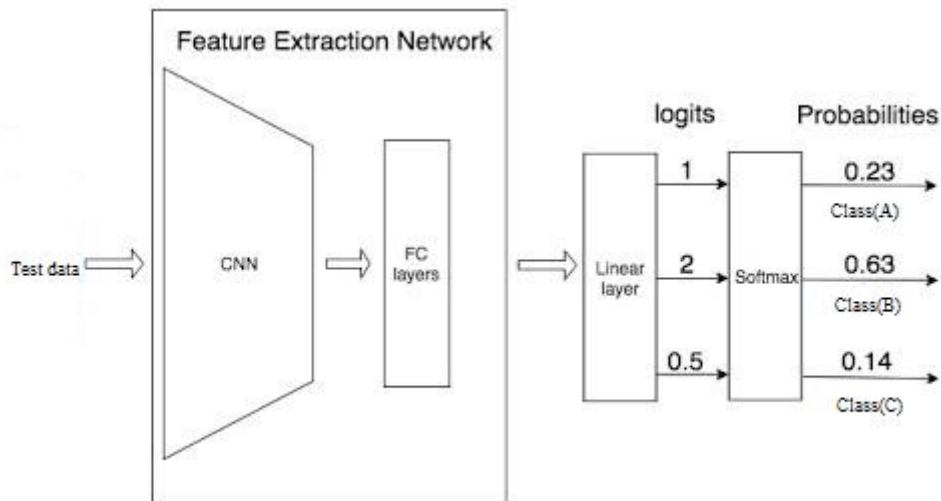 Feature Extraction Network
logits
Probabilities
1
0.23
Class(A)
Test data
CNN
FC
layers
Linear
layer
2
Softmax
0.63
Class(B)
0.5
0.14
Class(C)